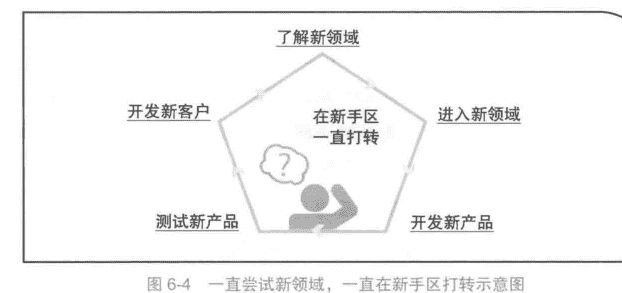 了解新领域
开发新客户
在新手区
一直打转
进入新领域
?
测试新产品
开发新产品
图 6-4 一直尝试新领域，一直在新手区打转示意图